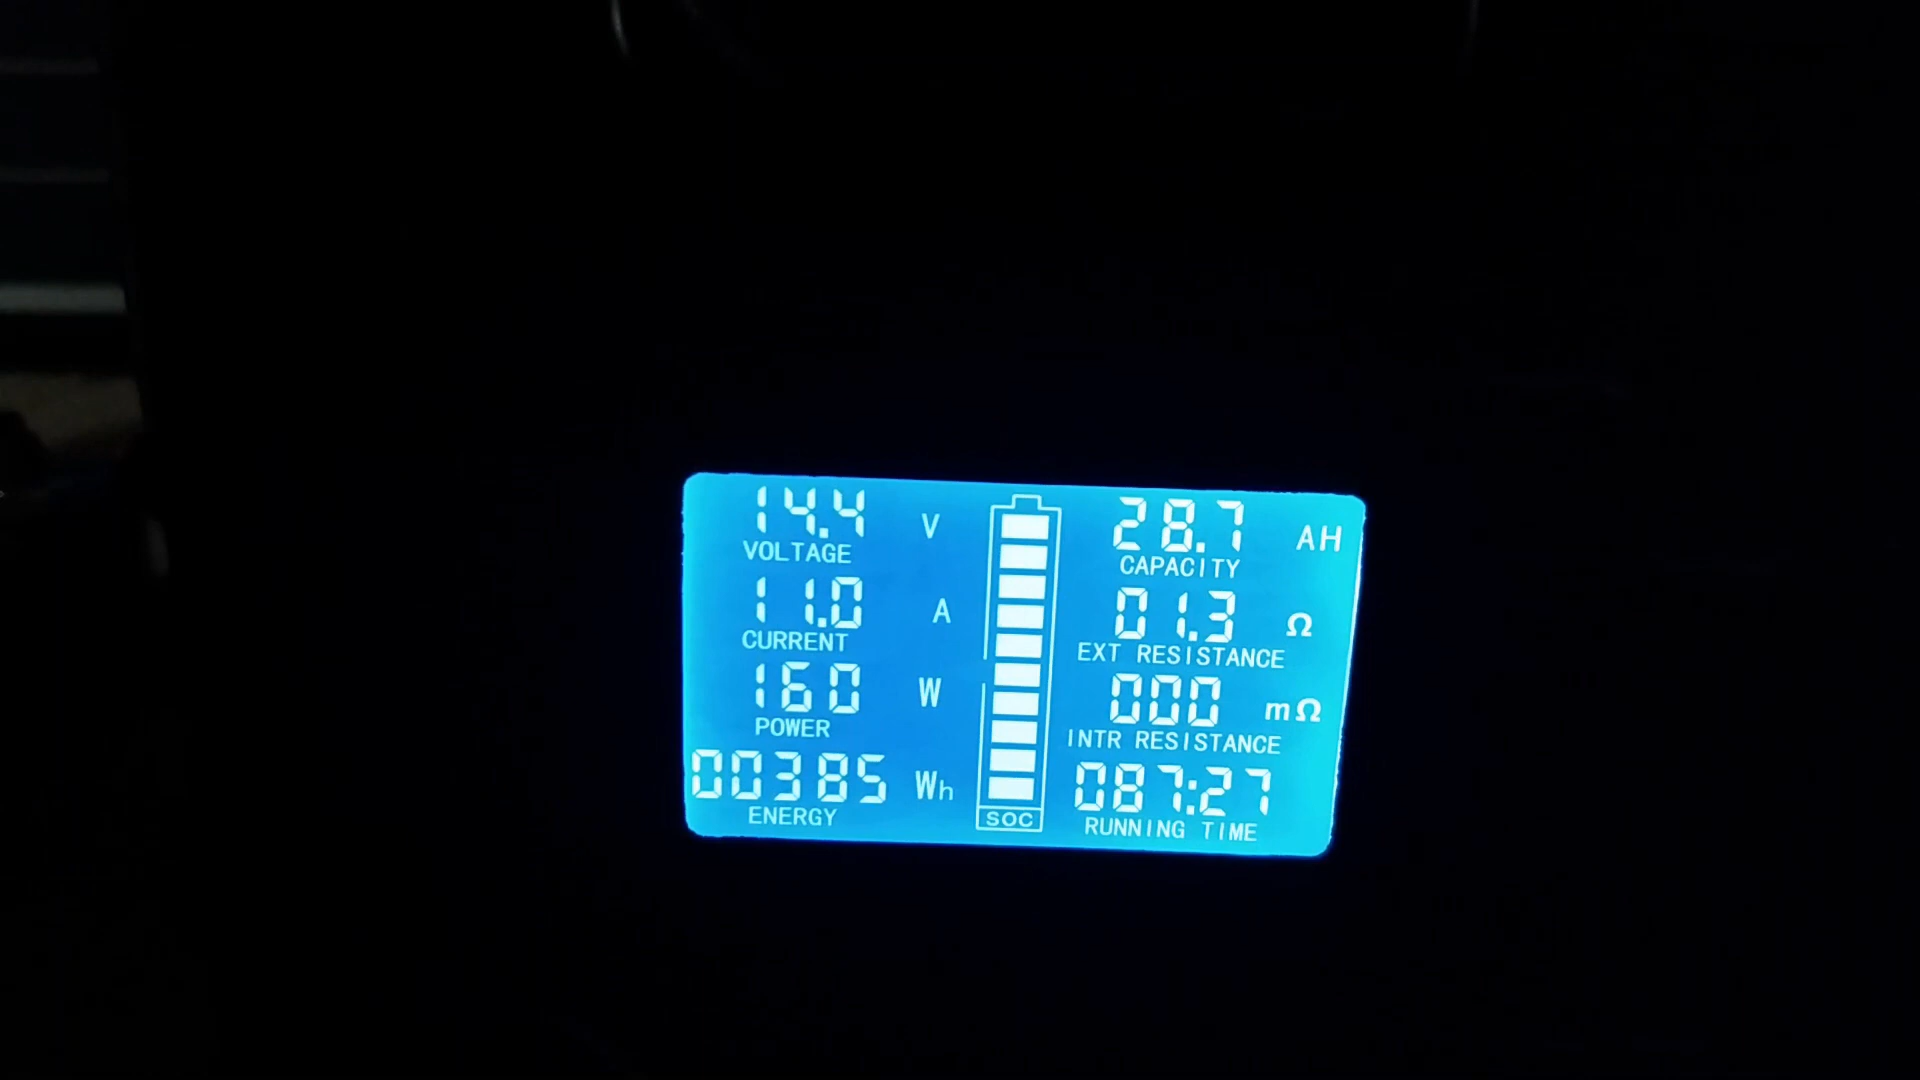 14.4 V
VOLTAGE
11.0 A
CURRENT
160 W
POWER
00385 Wh
ENERGY
SOC
28.7 AH
CAPACITY
01.3 Ω
EXT RESISTANCE
000 mΩ
INTR RESISTANCE
087:27
RUNNING TIME